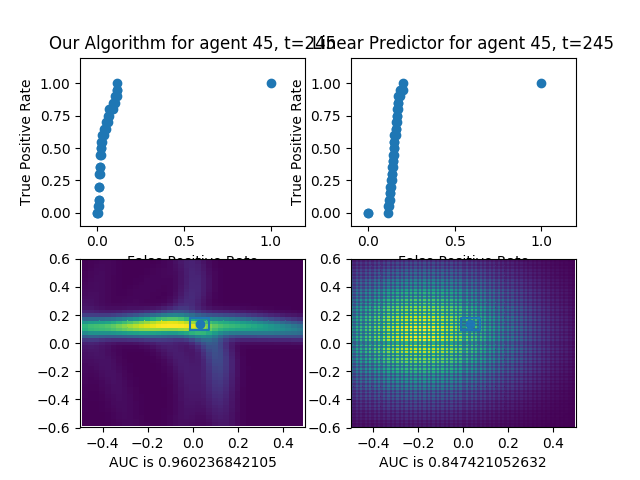 Our Algorithm for agent 45, t=245
Linear Predictor for agent 45, t=245
True Positive Rate
1.00
0.75
0.50
0.25
0.00
0.0 0.5 1.0
False Positive Rate
True Positive Rate
1.00
0.75
0.50
0.25
0.00
0.0 0.5 1.0
False Positive Rate
0.6
0.4
0.2
0.0
−0.2
−0.4
−0.6
−0.4 −0.2 0.0 0.2 0.4
AUC is 0.960236842105
0.6
0.4
0.2
0.0
−0.2
−0.4
−0.6
−0.4 −0.2 0.0 0.2 0.4
AUC is 0.847421052632